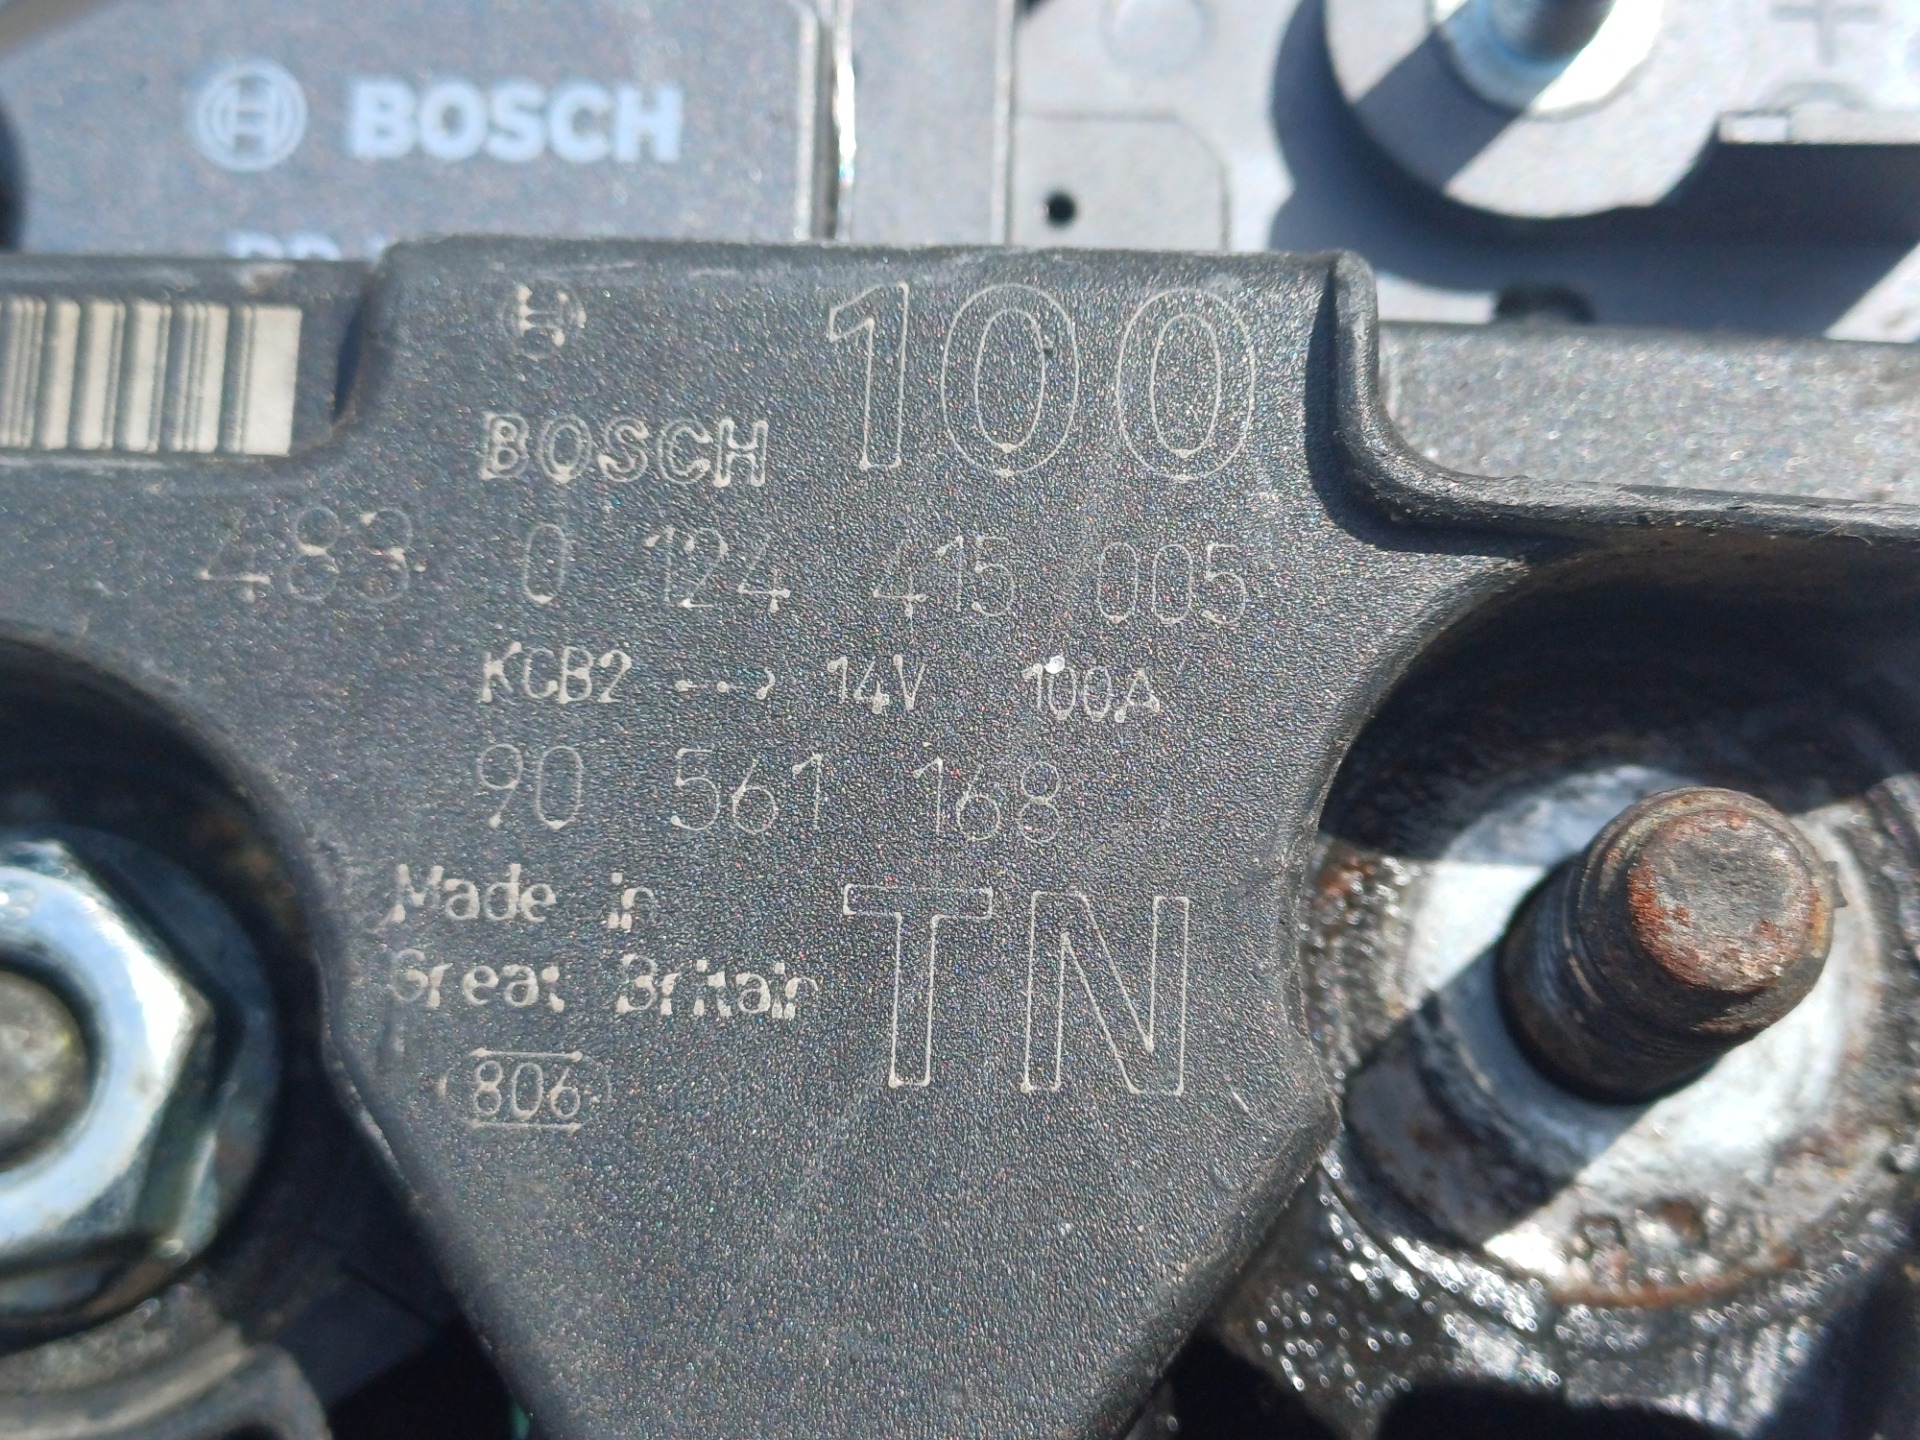 BOSCH
100
BOSCH
483 0 124 415 005
KCB2 ---> 14V 100A
90 561 168
Made in
Great Britain
TN
806